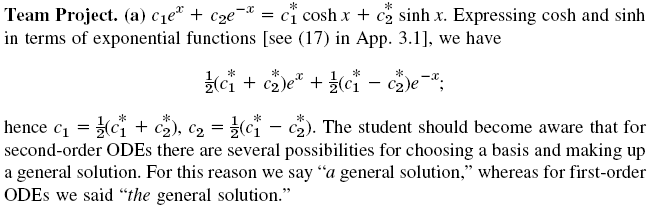 Team Project. (a) c₁eˣ + c₂e⁻ˣ = c₁* cosh x + c₂* sinh x. Expressing cosh and sinh
in terms of exponential functions [see (17) in App. 3.1], we have
½(c₁* + c₂*)eˣ + ½(c₁* − c₂*)e⁻ˣ;
hence c₁ = ½(c₁* + c₂*), c₂ = ½(c₁* − c₂*). The student should become aware that for
second-order ODEs there are several possibilities for choosing a basis and making up
a general solution. For this reason we say “a general solution,” whereas for first-order
ODEs we said “the general solution.”